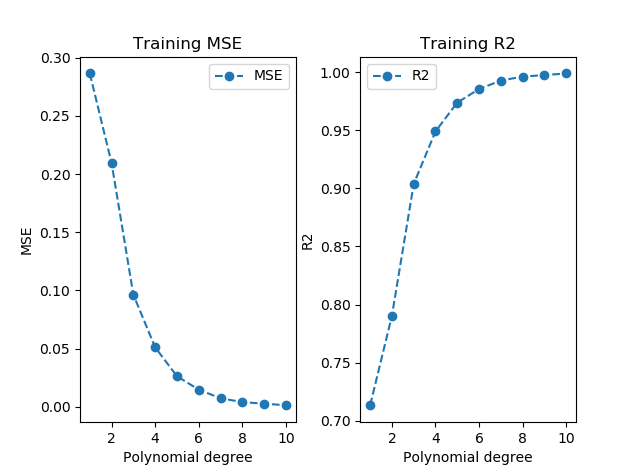 Training MSE
MSE
0.30
0.25
0.20
0.15
0.10
0.05
0.00
MSE
2 4 6 8 10
Polynomial degree
Training R2
R2
1.00
0.95
0.90
0.85
0.80
0.75
0.70
R2
2 4 6 8 10
Polynomial degree